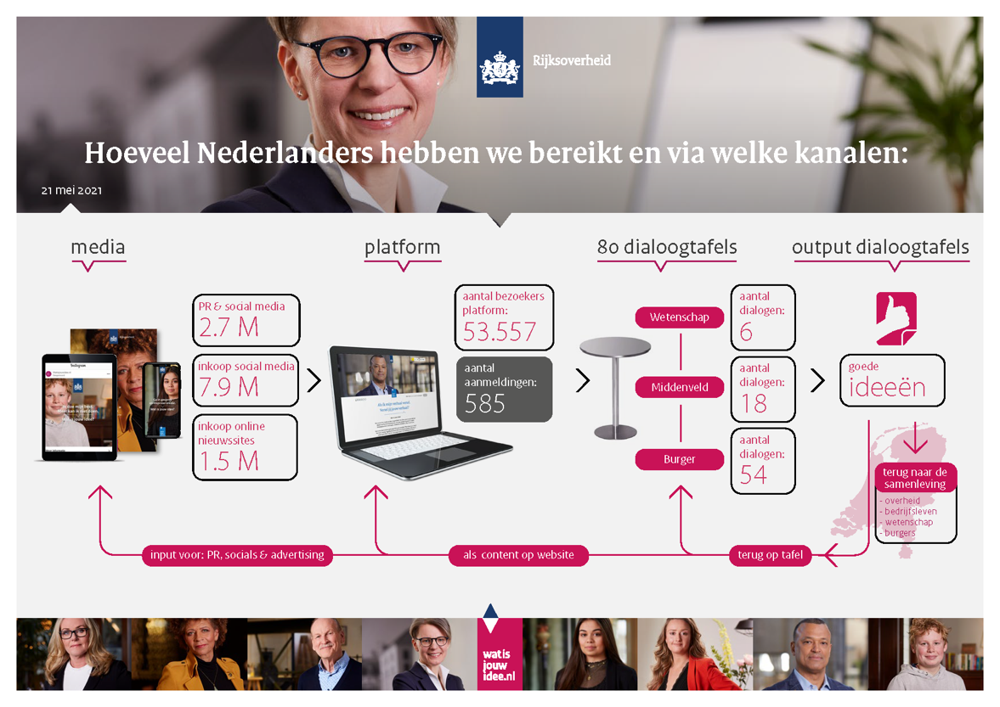 Rijksoverheid
Hoeveel Nederlanders hebben we bereikt en via welke kanalen:
21 mei 2021
media
PR & social media
2.7 M
inkoop social media
7.9 M
inkoop online
nieuwssites
1.5 M
platform
aantal bezoekers
platform:
53.557
aantal
aanmeldingen:
585
80 dialoogtafels
Wetenschap
aantal
dialogen:
6
Middenveld
aantal
dialogen:
18
Burger
aantal
dialogen:
54
output dialoogtafels
goede
ideeën
terug naar de
samenleving
- overheid
- bedrijfsleven
- wetenschap
- burgers
input voor: PR, socials & advertising
als content op website
terug op tafel
wat is
jouw
idee.nl